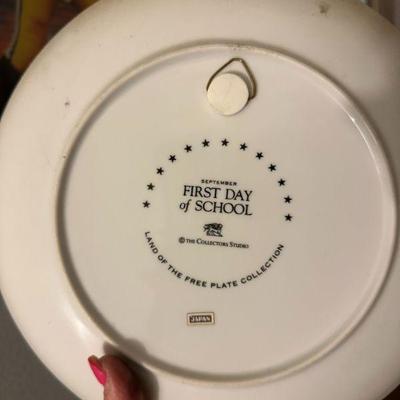 SEPTEMBER
FIRST DAY
of SCHOOL
© THE COLLECTORS STUDIO
LAND OF THE FREE PLATE COLLECTION
JAPAN